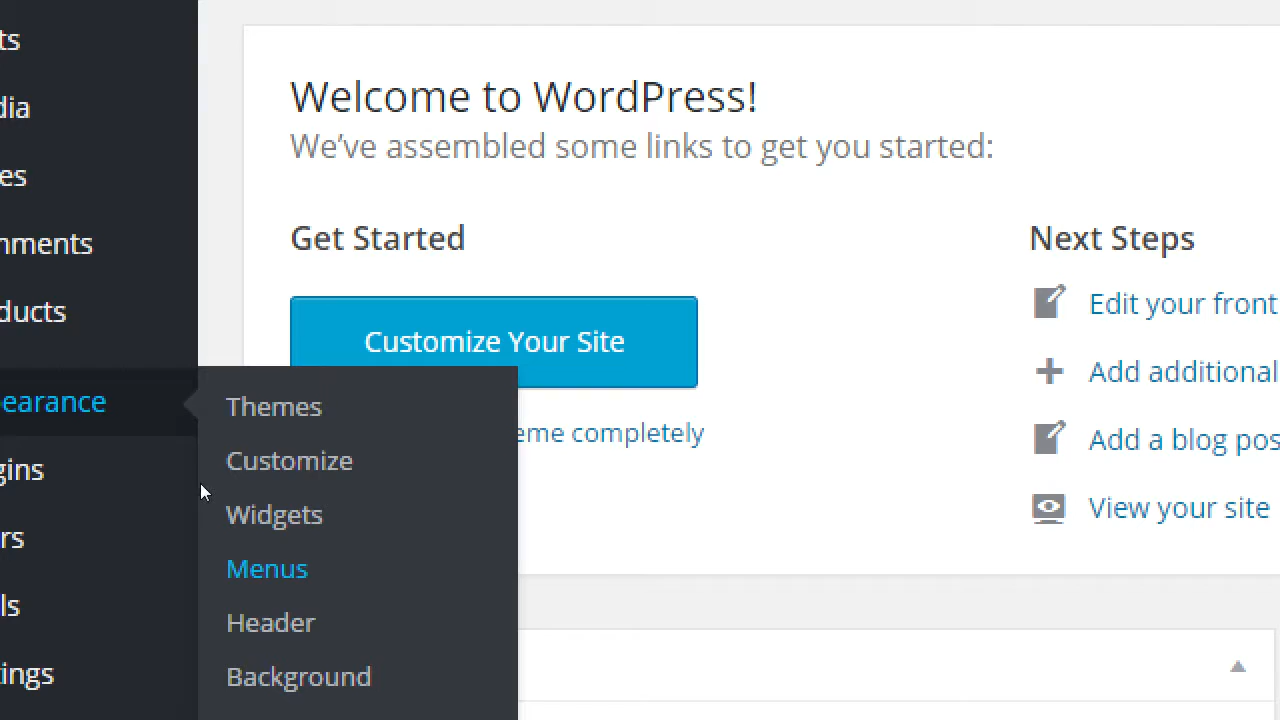 ts
dia
es
nments
ducts
earance
gins
rs
ls
tings
Themes
Customize
Widgets
Menus
Header
Background
Welcome to WordPress!
We've assembled some links to get you started:
Get Started
Customize Your Site
eme completely
Next Steps
Edit your front
Add additional
Add a blog pos
View your site